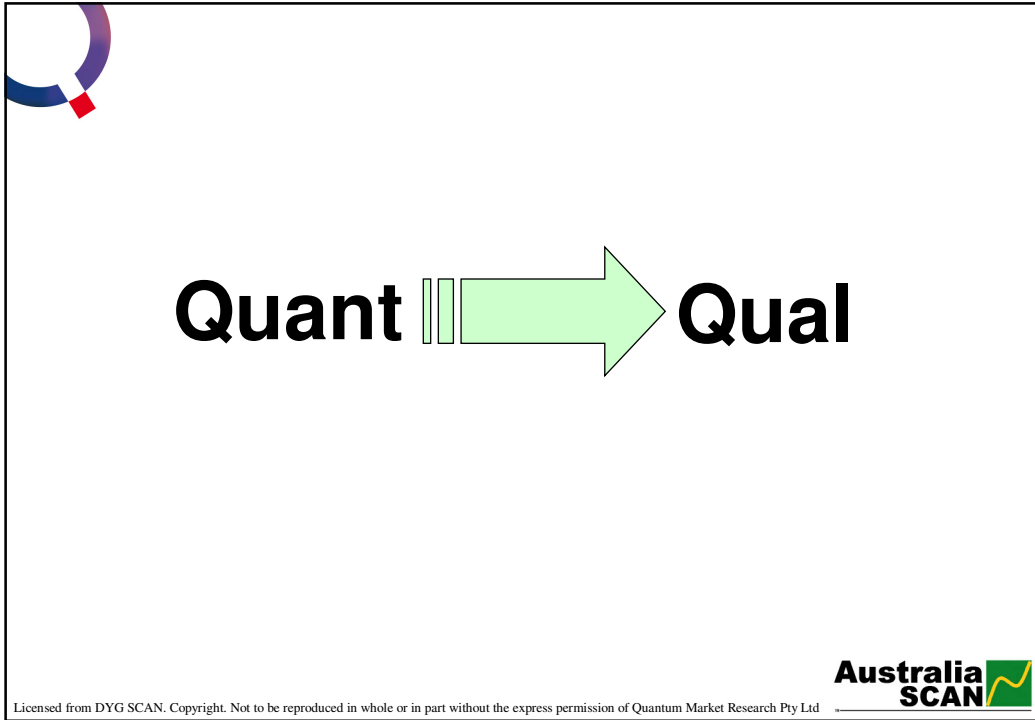 Quant Qual
Australia
SCAN
Licensed from DYG SCAN. Copyright. Not to be reproduced in whole or in part without the express permission of Quantum Market Research Pty Ltd